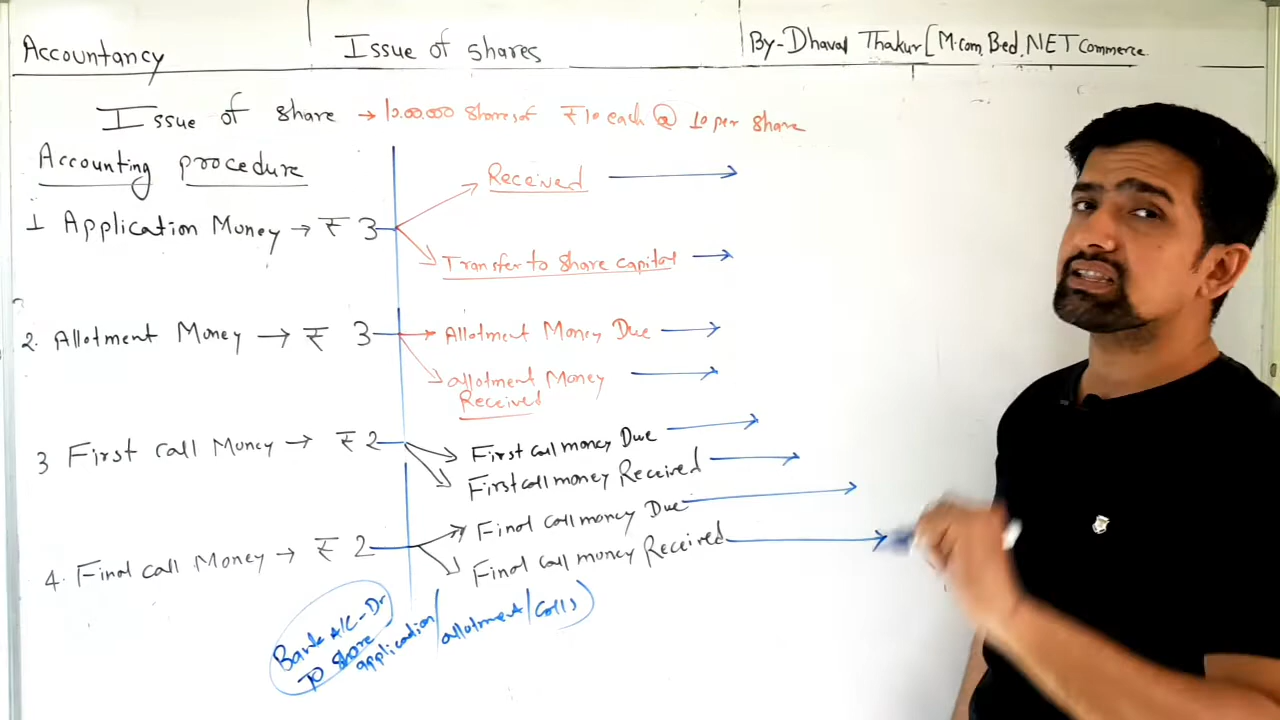 Accountancy
Issue of shares
By-Dhaval Thakur [M.com, Bed, NET Commerce
Issue of share → 10,00,000 shares of ₹10 each @ 10 per share
Accounting procedure
1 Application Money → ₹ 3
Received
Transfer to share capital
2. Allotment Money → ₹ 3
Allotment Money Due
allotment Money
Received
3 First call Money → ₹ 2
First call money Due
First call money Received
4. Final call Money → ₹ 2
Final call money Due
Final call money Received
Bank A/c - Dr
To share
application/allotment/calls)